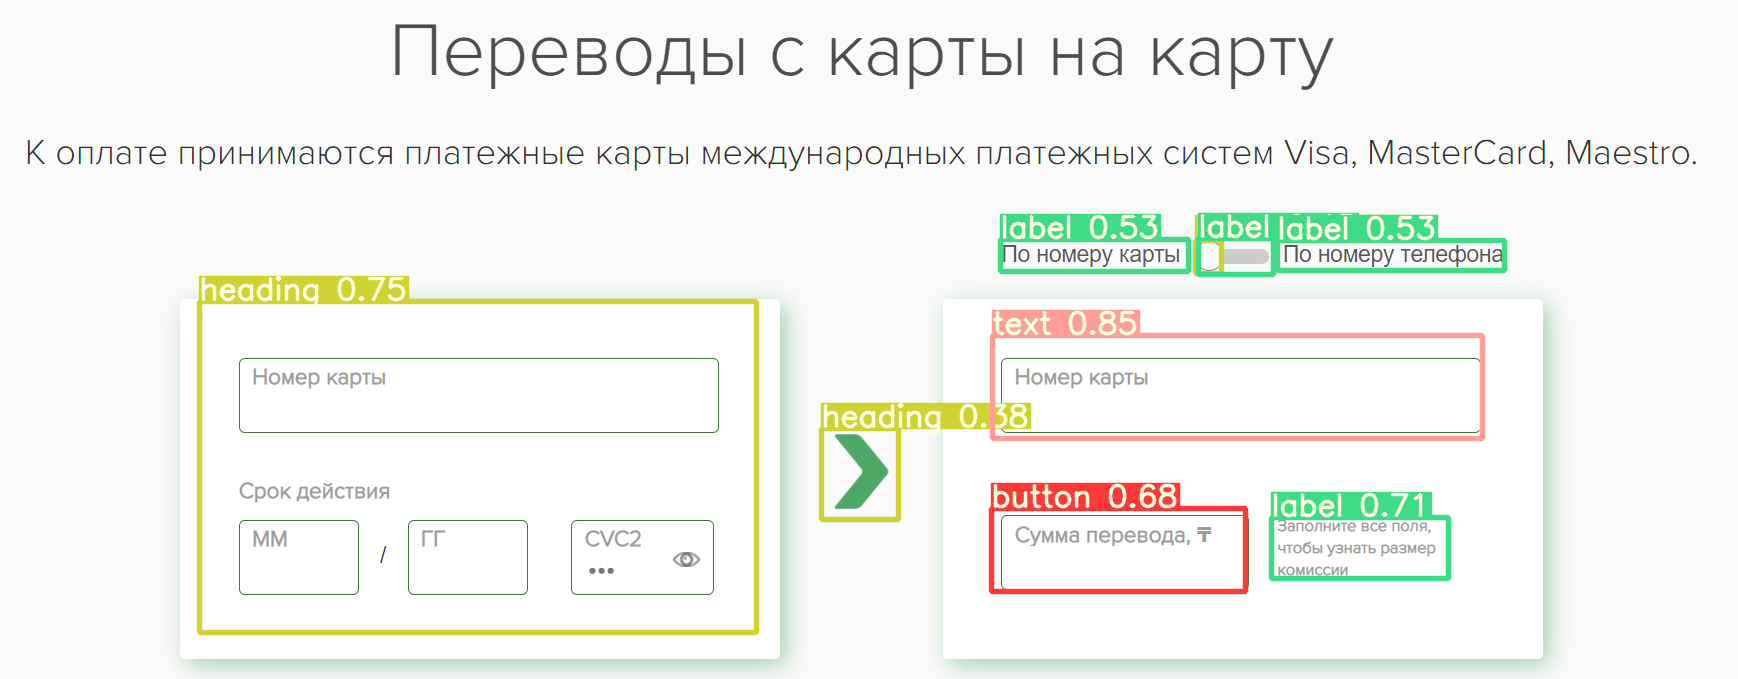 Переводы с карты на карту
К оплате принимаются платежные карты международных платежных систем Visa, MasterCard, Maestro.
label 0.53 label label 0.53
По номеру карты По номеру телефона
heading 0.75
Номер карты
Срок действия
ММ / ГГ CVC2
•••
heading 0.38
text 0.85
Номер карты
button 0.68
Сумма перевода, ₸
label 0.71
Заполните все поля,
чтобы узнать размер
комиссии